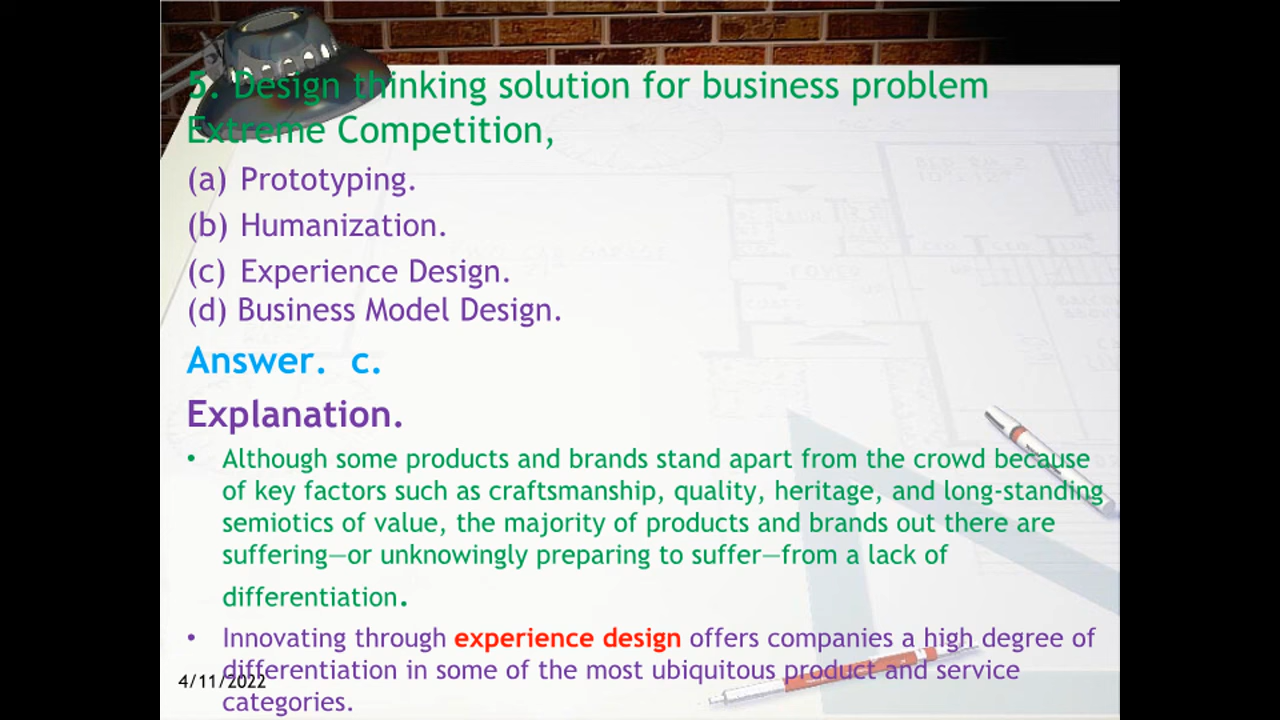 5. Design thinking solution for business problem
Extreme Competition,
(a) Prototyping.
(b) Humanization.
(c) Experience Design.
(d) Business Model Design.
Answer. c.
Explanation.
• Although some products and brands stand apart from the crowd because
of key factors such as craftsmanship, quality, heritage, and long-standing
semiotics of value, the majority of products and brands out there are
suffering—or unknowingly preparing to suffer—from a lack of
differentiation.
• Innovating through experience design offers companies a high degree of
differentiation in some of the most ubiquitous product and service
4/11/2022
categories.